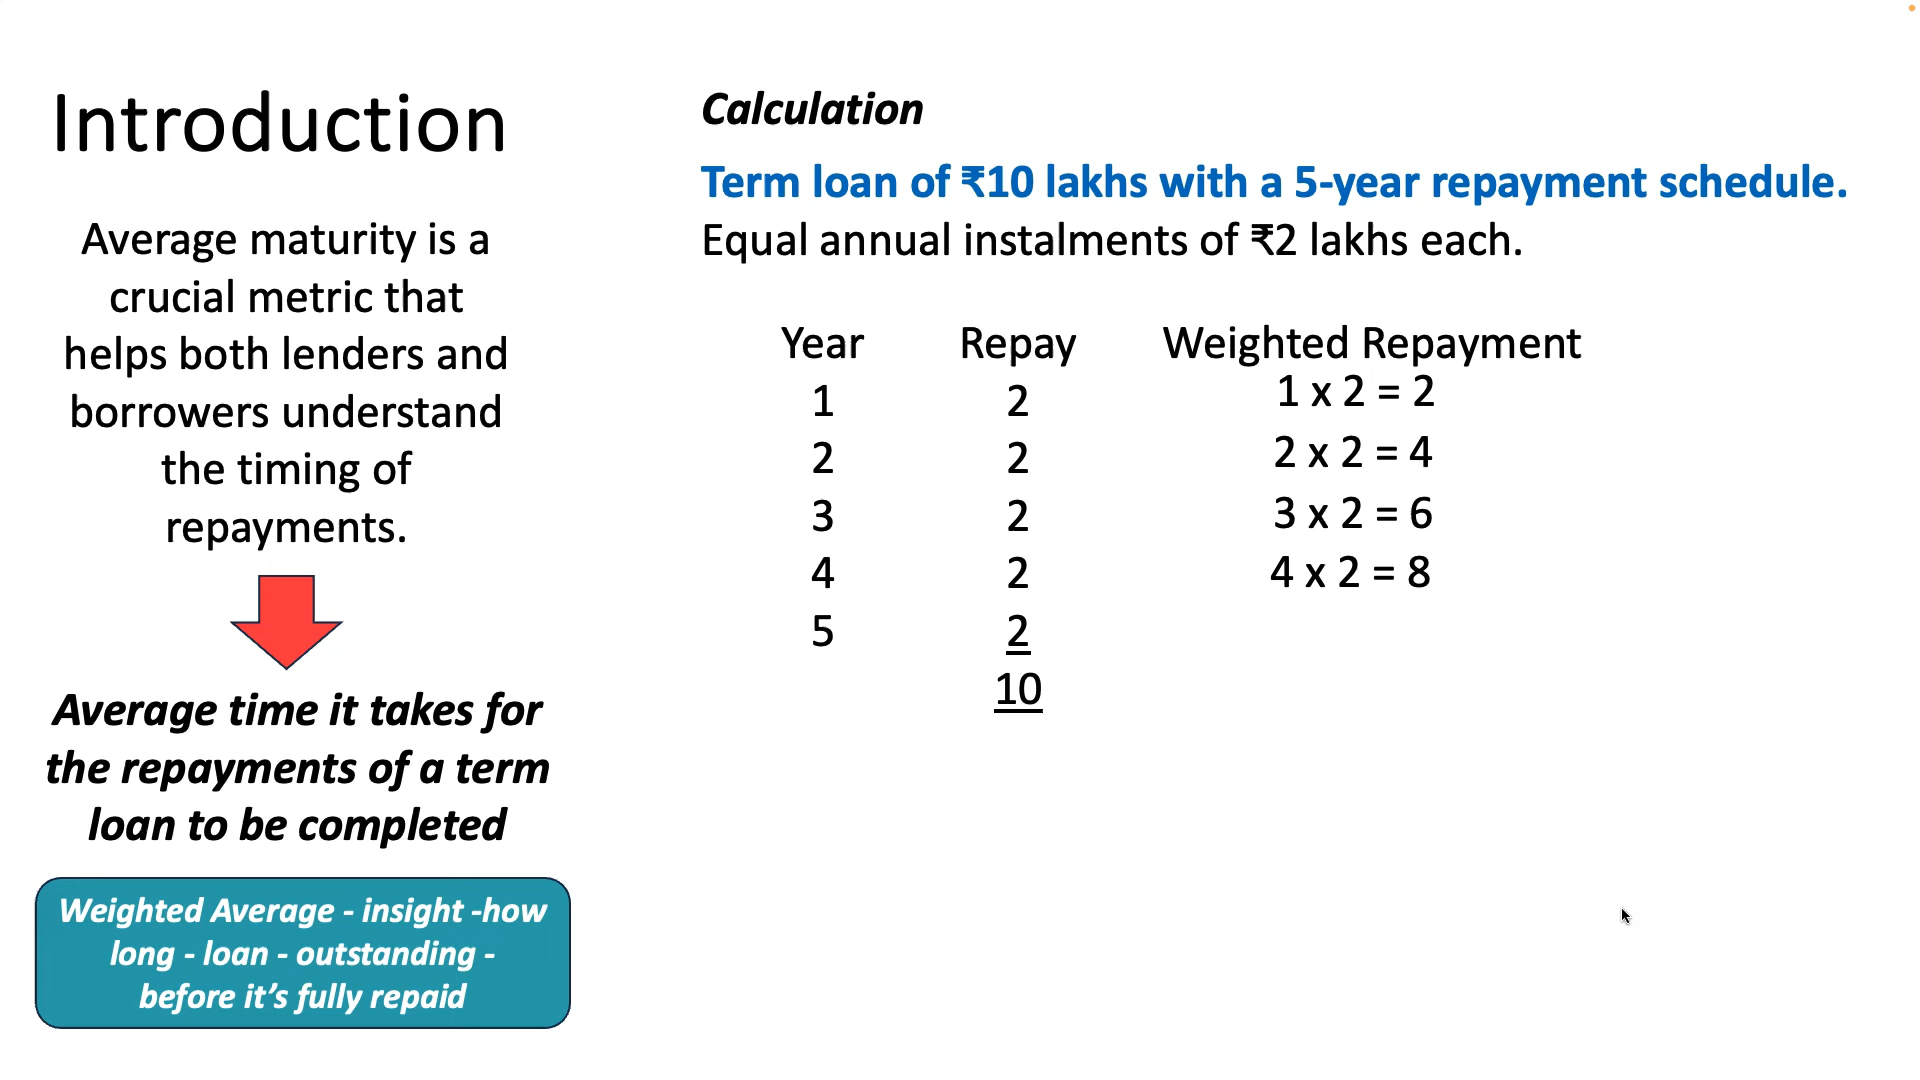 Introduction
Average maturity is a
crucial metric that
helps both lenders and
borrowers understand
the timing of
repayments.
Average time it takes for
the repayments of a term
loan to be completed
Weighted Average - insight -how
long - loan - outstanding -
before it's fully repaid
Calculation
Term loan of ₹10 lakhs with a 5-year repayment schedule.
Equal annual instalments of ₹2 lakhs each.
Year Repay Weighted Repayment
1 2 1 x 2 = 2
2 2 2 x 2 = 4
3 2 3 x 2 = 6
4 2 4 x 2 = 8
5 2
10